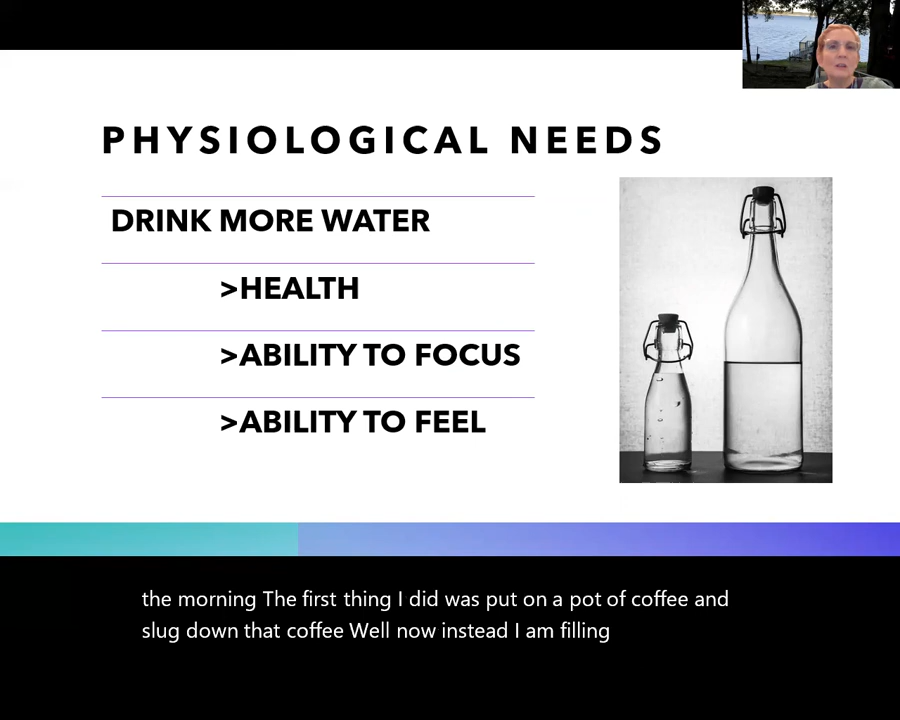 PHYSIOLOGICAL NEEDS
DRINK MORE WATER
>HEALTH
>ABILITY TO FOCUS
>ABILITY TO FEEL
the morning The first thing I did was put on a pot of coffee and
slug down that coffee Well now instead I am filling